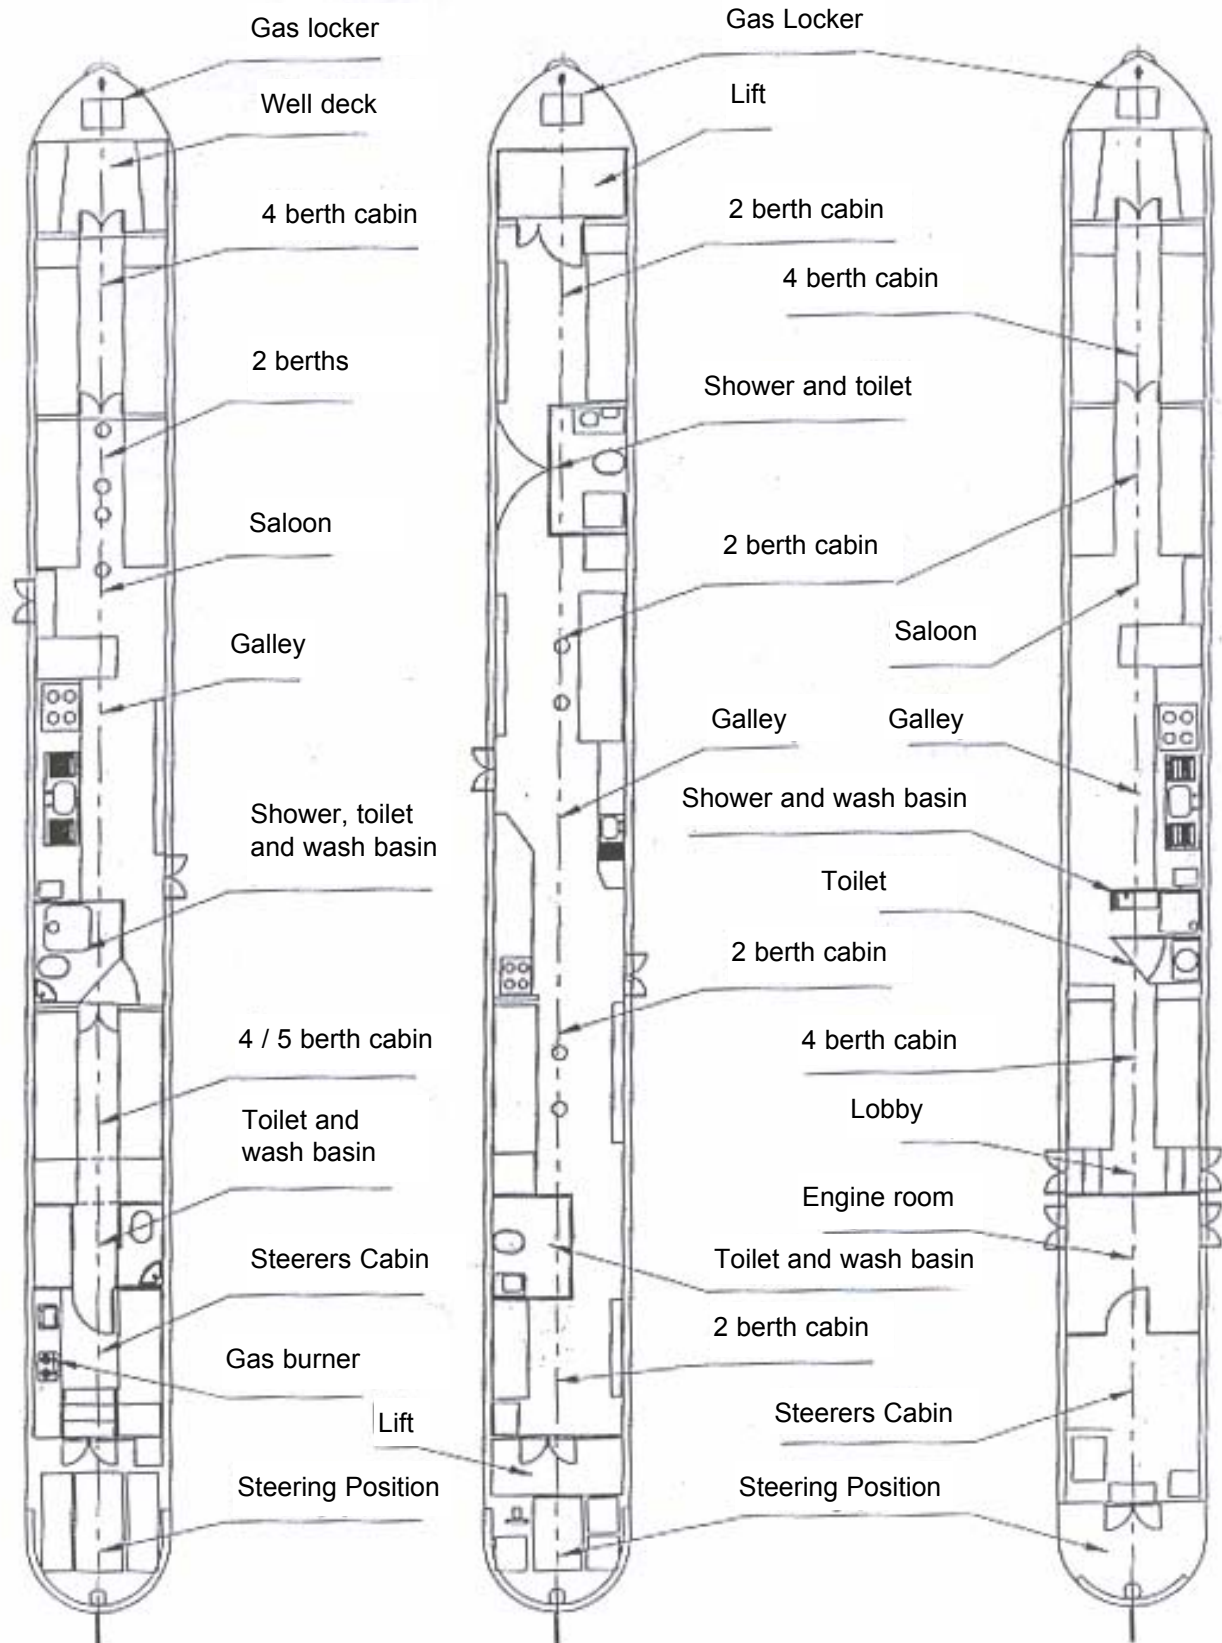 Gas locker
Gas Locker
Well deck
Lift
4 berth cabin
2 berth cabin
4 berth cabin
2 berths
Shower and toilet
Saloon
2 berth cabin
Galley
Saloon
Galley
Galley
Shower, toilet
and wash basin
Shower and wash basin
Toilet
2 berth cabin
4 / 5 berth cabin
4 berth cabin
Toilet and
wash basin
Lobby
Engine room
Steerers Cabin
Toilet and wash basin
2 berth cabin
Gas burner
Lift
Steerers Cabin
Steering Position
Steering Position